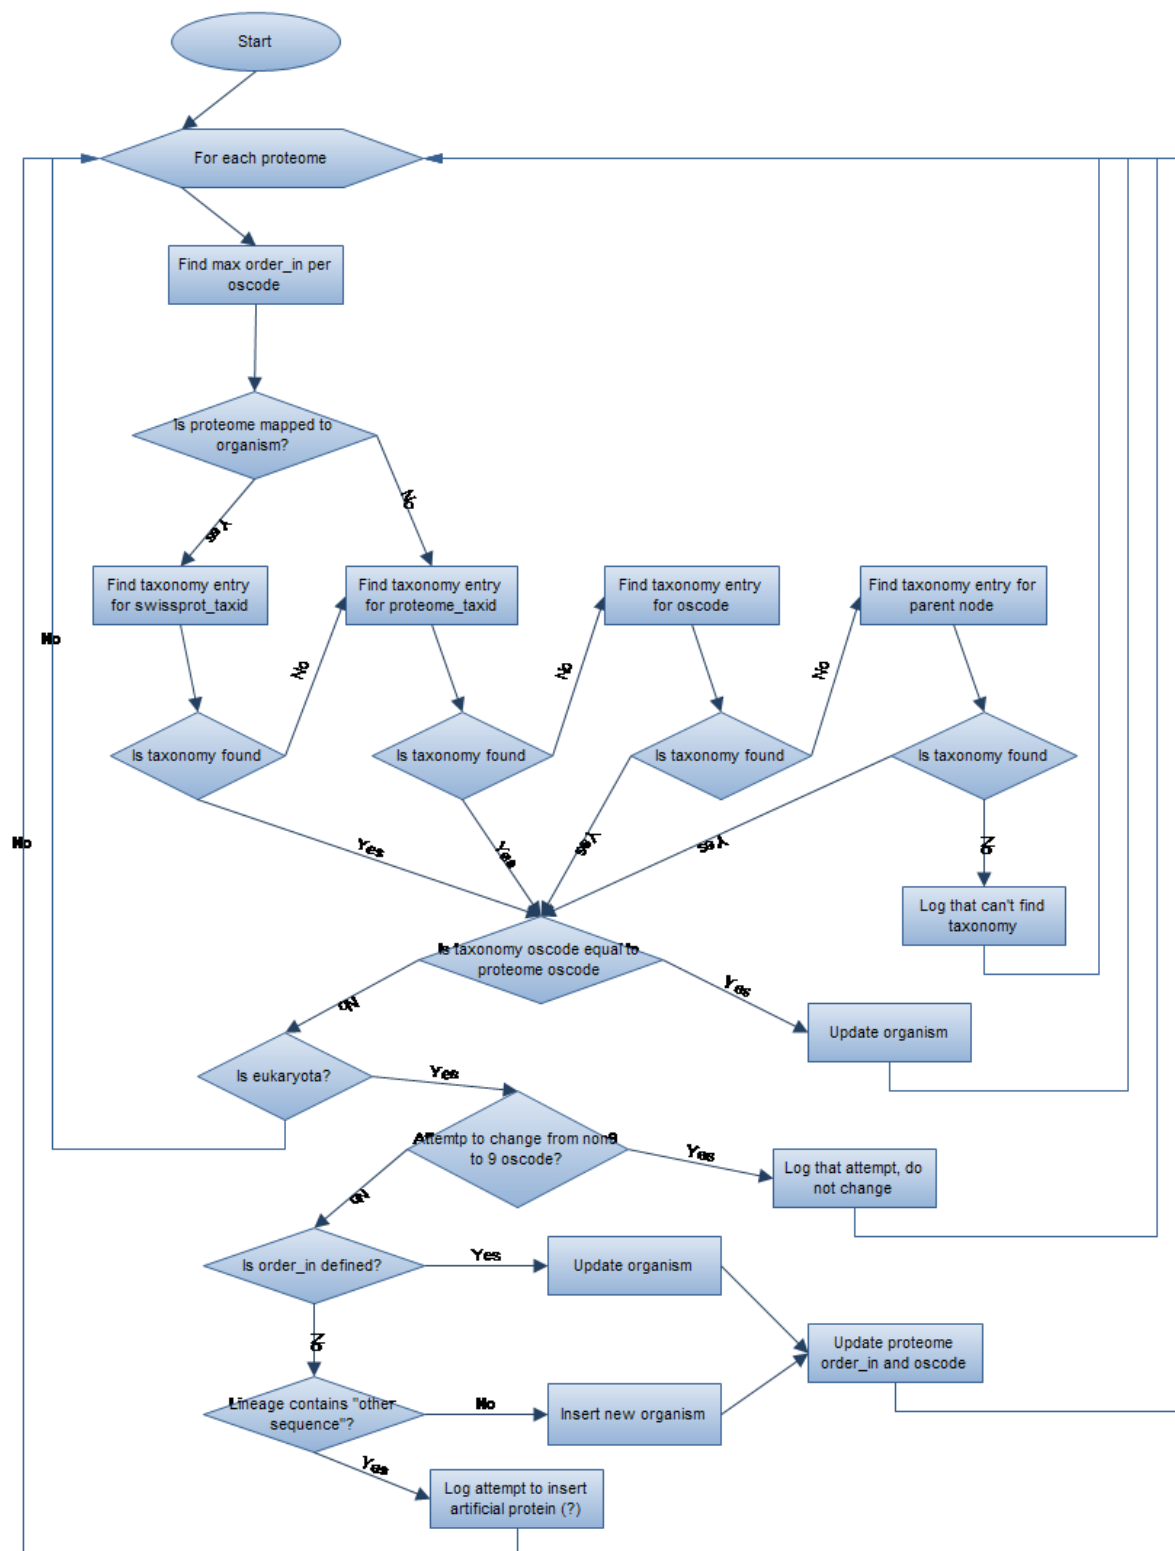 Start
For each proteome
Find max order_in per
oscode
Is proteome mapped to
organism?
No
Yes
Find taxonomy entry
for swissprot_taxid
Find taxonomy entry
for proteome_taxid
Find taxonomy entry
for oscode
Find taxonomy entry for
parent node
No
No
No
No
Is taxonomy found
Is taxonomy found
Is taxonomy found
Is taxonomy found
No
Yes
Yes
Yes
Yes
No
Log that can't find
taxonomy
Is taxonomy oscode equal to
proteome oscode
Yes
No
Update organism
Is eukaryota?
Yes
Attemtp to change from non 9
to 9 oscode?
Yes
Log that attempt, do
not change
No
Is order_in defined?
Yes
Update organism
No
Update proteome
order_in and oscode
Lineage contains "other
sequence"?
No
Insert new organism
Yes
Log attempt to insert
artificial protein (?)